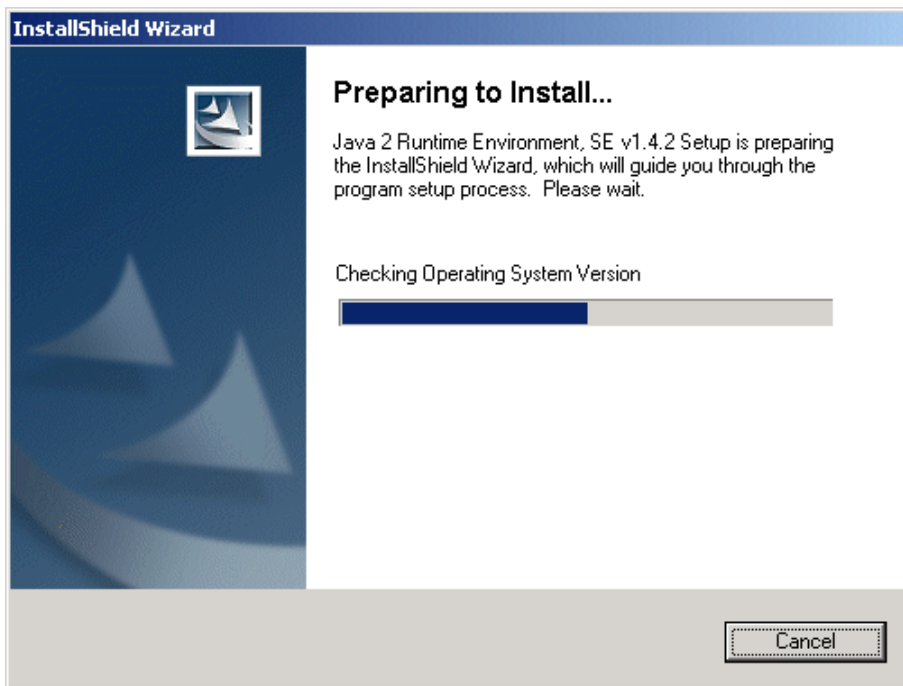 InstallShield Wizard
Preparing to Install...
Java 2 Runtime Environment, SE v1.4.2 Setup is preparing
the InstallShield Wizard, which will guide you through the
program setup process.  Please wait.
Checking Operating System Version
Cancel